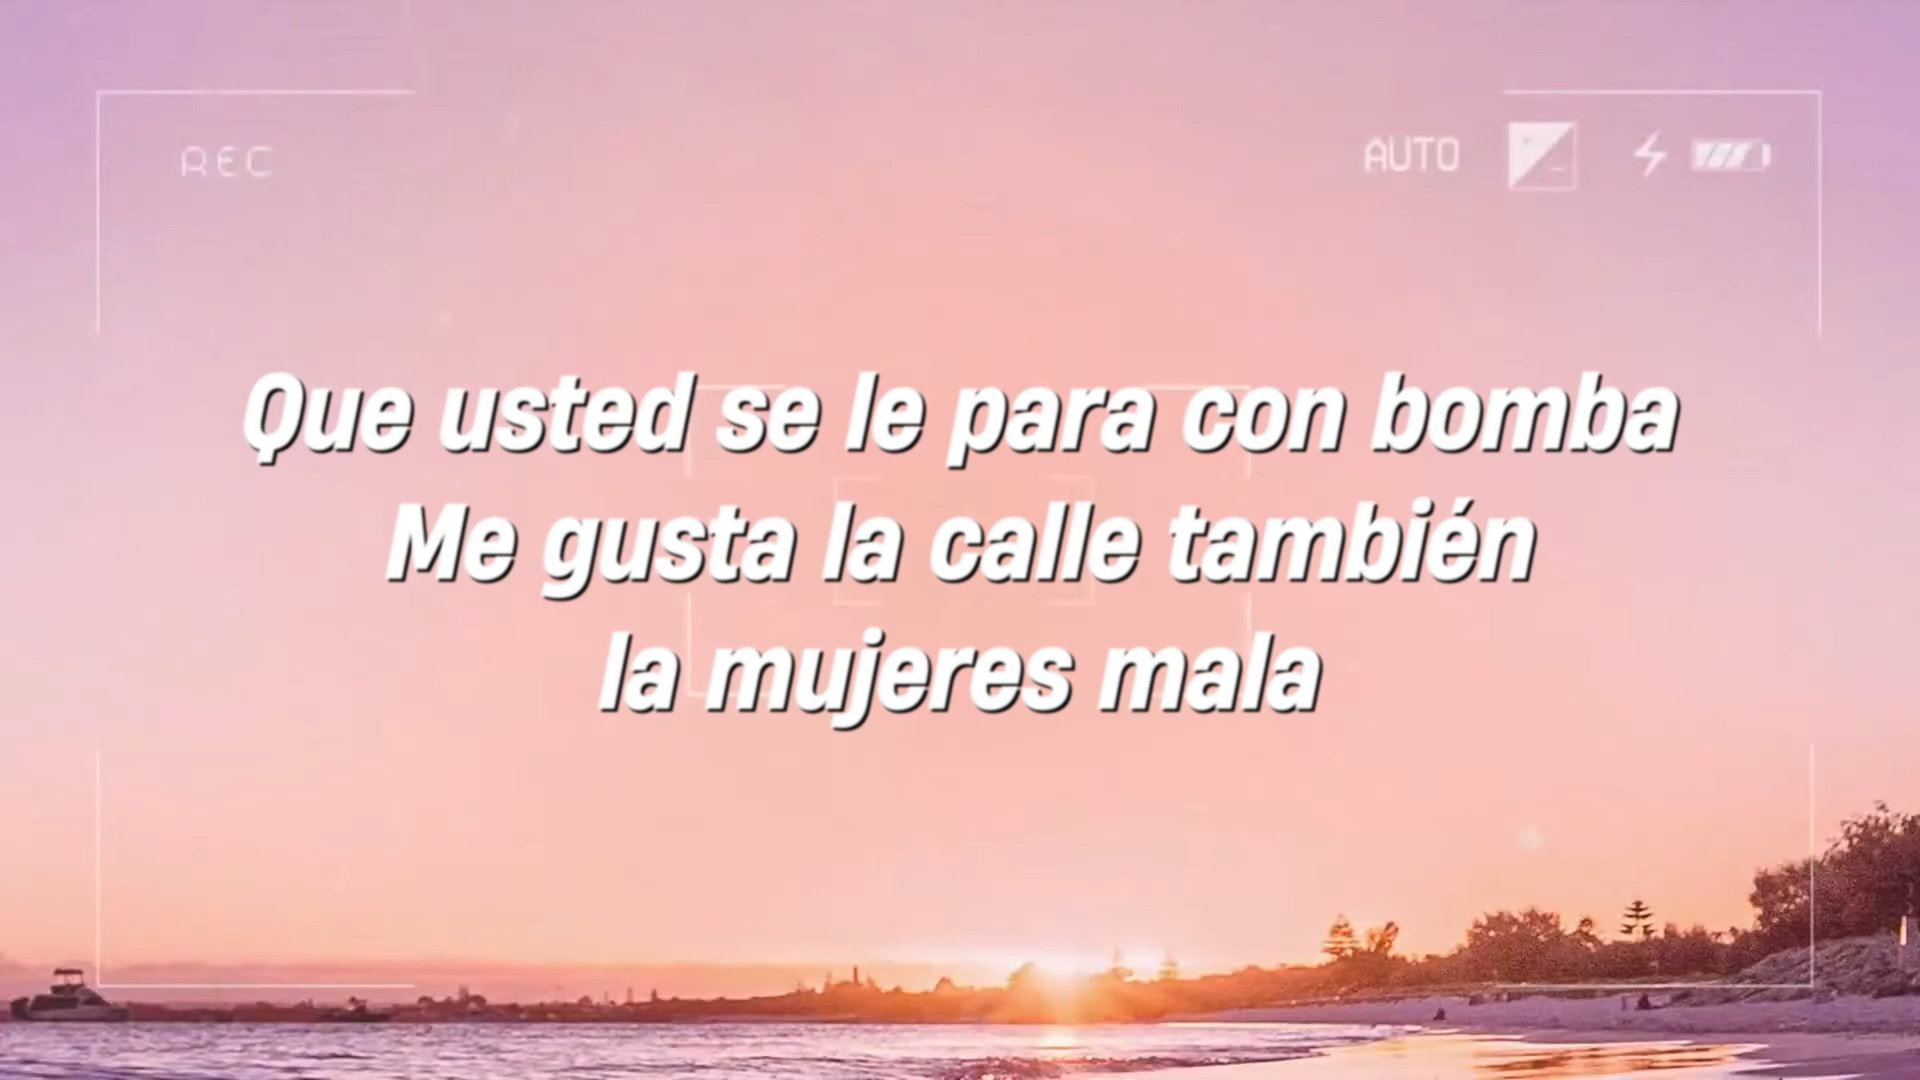 REC
AUTO
Que usted se le para con bomba
Me gusta la calle también
la mujeres mala